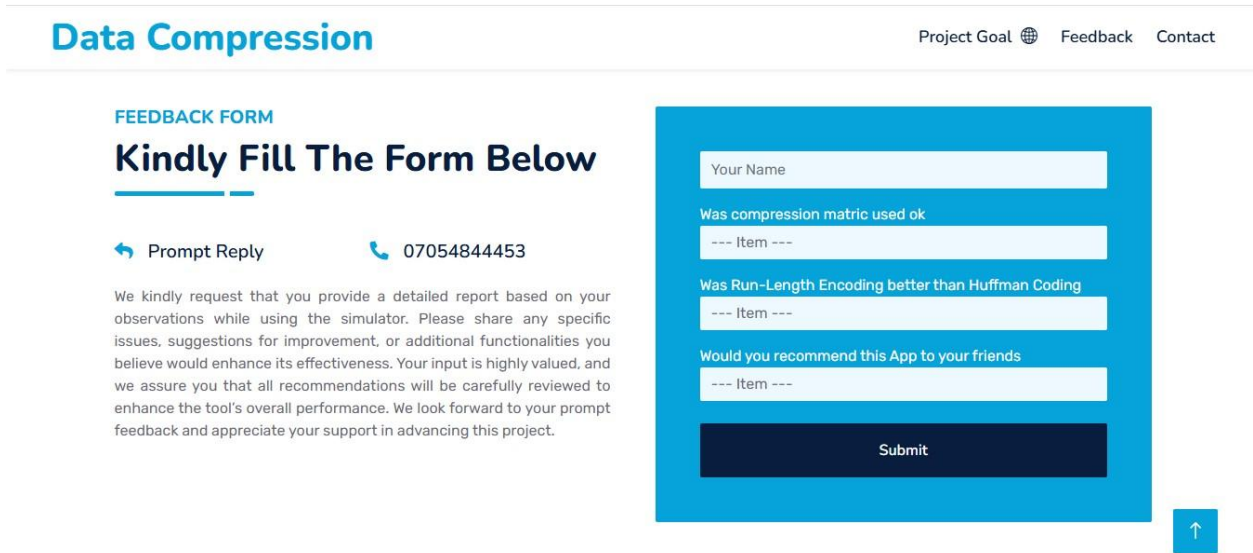 Data Compression
Project Goal Feedback Contact
FEEDBACK FORM
Kindly Fill The Form Below
Prompt Reply 07054844453
We kindly request that you provide a detailed report based on your
observations while using the simulator. Please share any specific
issues, suggestions for improvement, or additional functionalities you
believe would enhance its effectiveness. Your input is highly valued, and
we assure you that all recommendations will be carefully reviewed to
enhance the tool's overall performance. We look forward to your prompt
feedback and appreciate your support in advancing this project.
Your Name
Was compression matric used ok
--- Item ---
Was Run-Length Encoding better than Huffman Coding
--- Item ---
Would you recommend this App to your friends
--- Item ---
Submit